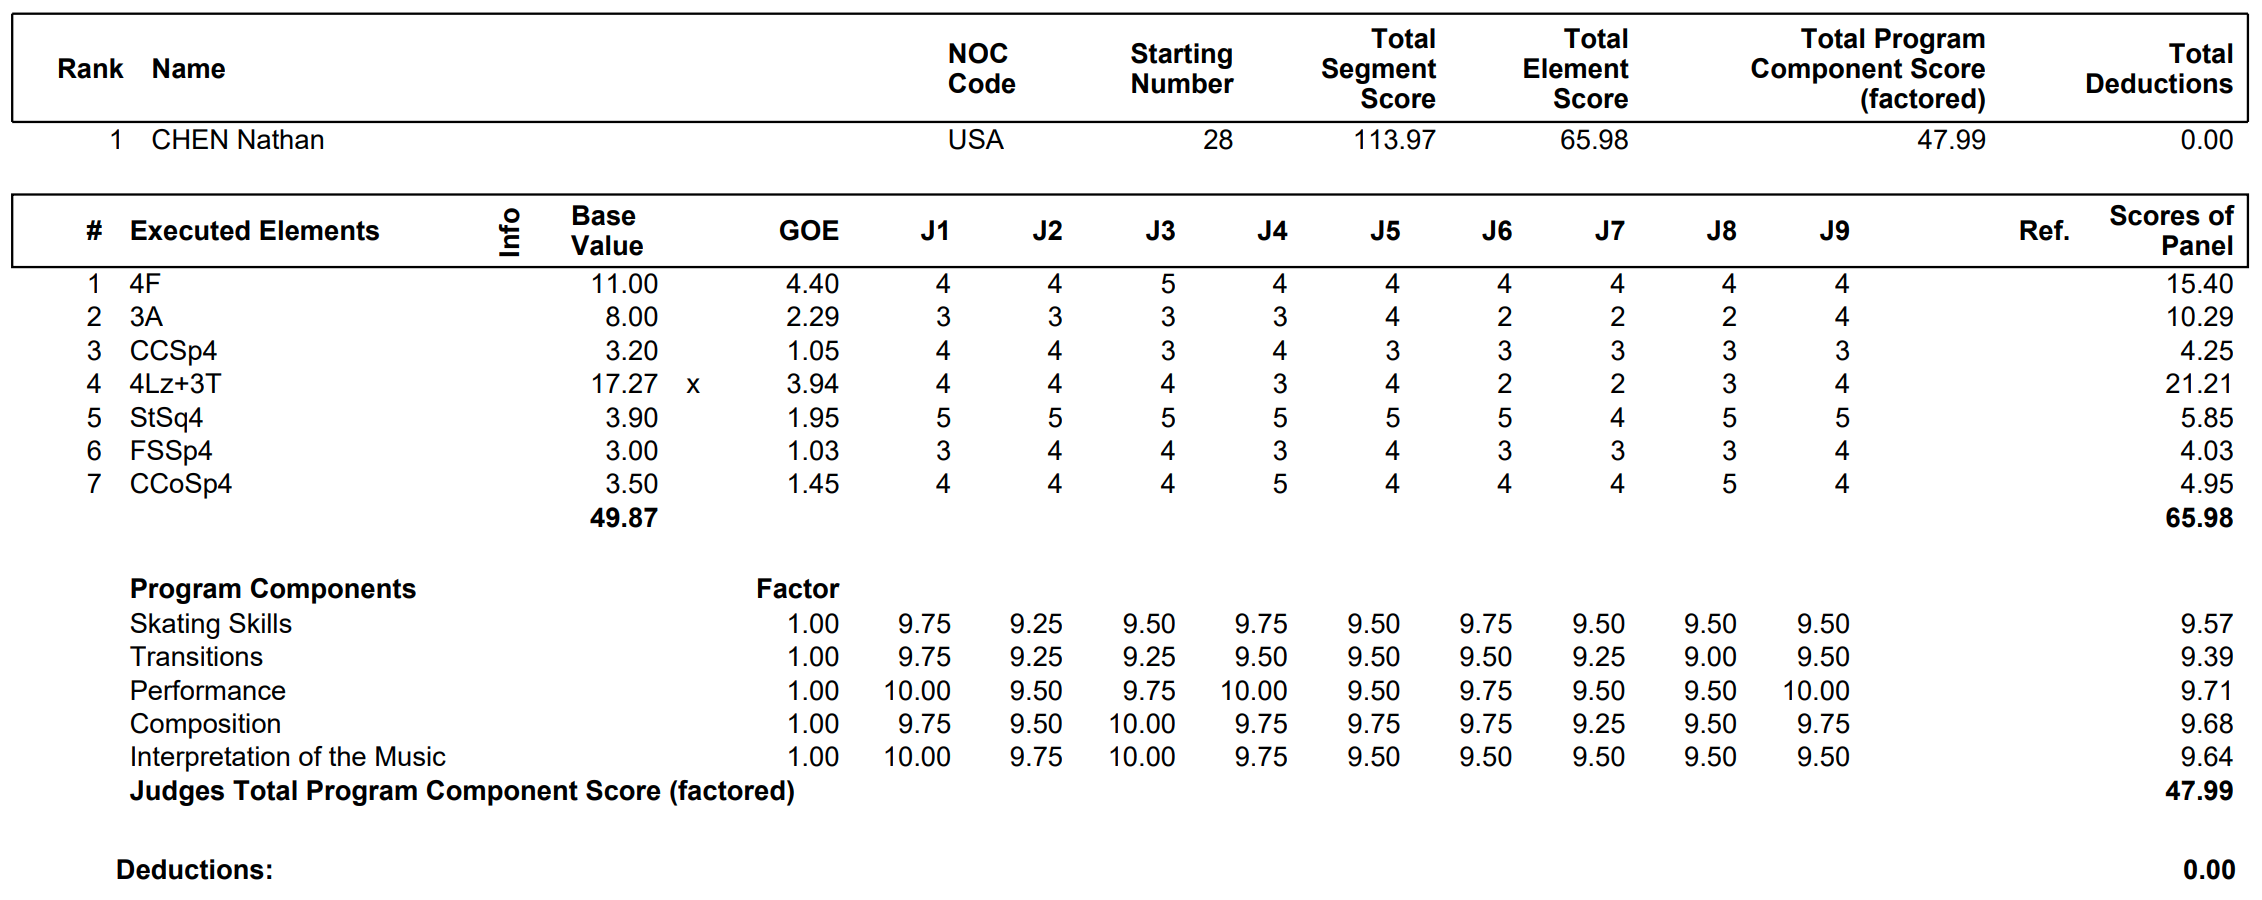 Rank Name NOC Code Starting Number Total Segment Score Total Element Score Total Program Component Score (factored) Total Deductions
1 CHEN Nathan USA 28 113.97 65.98 47.99 0.00
# Executed Elements Info Base Value GOE J1 J2 J3 J4 J5 J6 J7 J8 J9 Ref. Scores of Panel
1 4F 11.00 4.40 4 4 5 4 4 4 4 4 4 15.40
2 3A 8.00 2.29 3 3 3 3 4 2 2 2 4 10.29
3 CCSp4 3.20 1.05 4 4 3 4 3 3 3 3 3 4.25
4 4Lz+3T 17.27 x 3.94 4 4 4 3 4 2 2 3 4 21.21
5 StSq4 3.90 1.95 5 5 5 5 5 5 4 5 5 5.85
6 FSSp4 3.00 1.03 3 4 4 3 4 3 3 3 4 4.03
7 CCoSp4 3.50 1.45 4 4 4 5 4 4 4 5 4 4.95
49.87 65.98
Program Components Factor
Skating Skills 1.00 9.75 9.25 9.50 9.75 9.50 9.75 9.50 9.50 9.50 9.57
Transitions 1.00 9.75 9.25 9.25 9.50 9.50 9.50 9.25 9.00 9.50 9.39
Performance 1.00 10.00 9.50 9.75 10.00 9.50 9.75 9.50 9.50 10.00 9.71
Composition 1.00 9.75 9.50 10.00 9.75 9.75 9.75 9.25 9.50 9.75 9.68
Interpretation of the Music 1.00 10.00 9.75 10.00 9.75 9.50 9.50 9.50 9.50 9.50 9.64
Judges Total Program Component Score (factored) 47.99
Deductions: 0.00